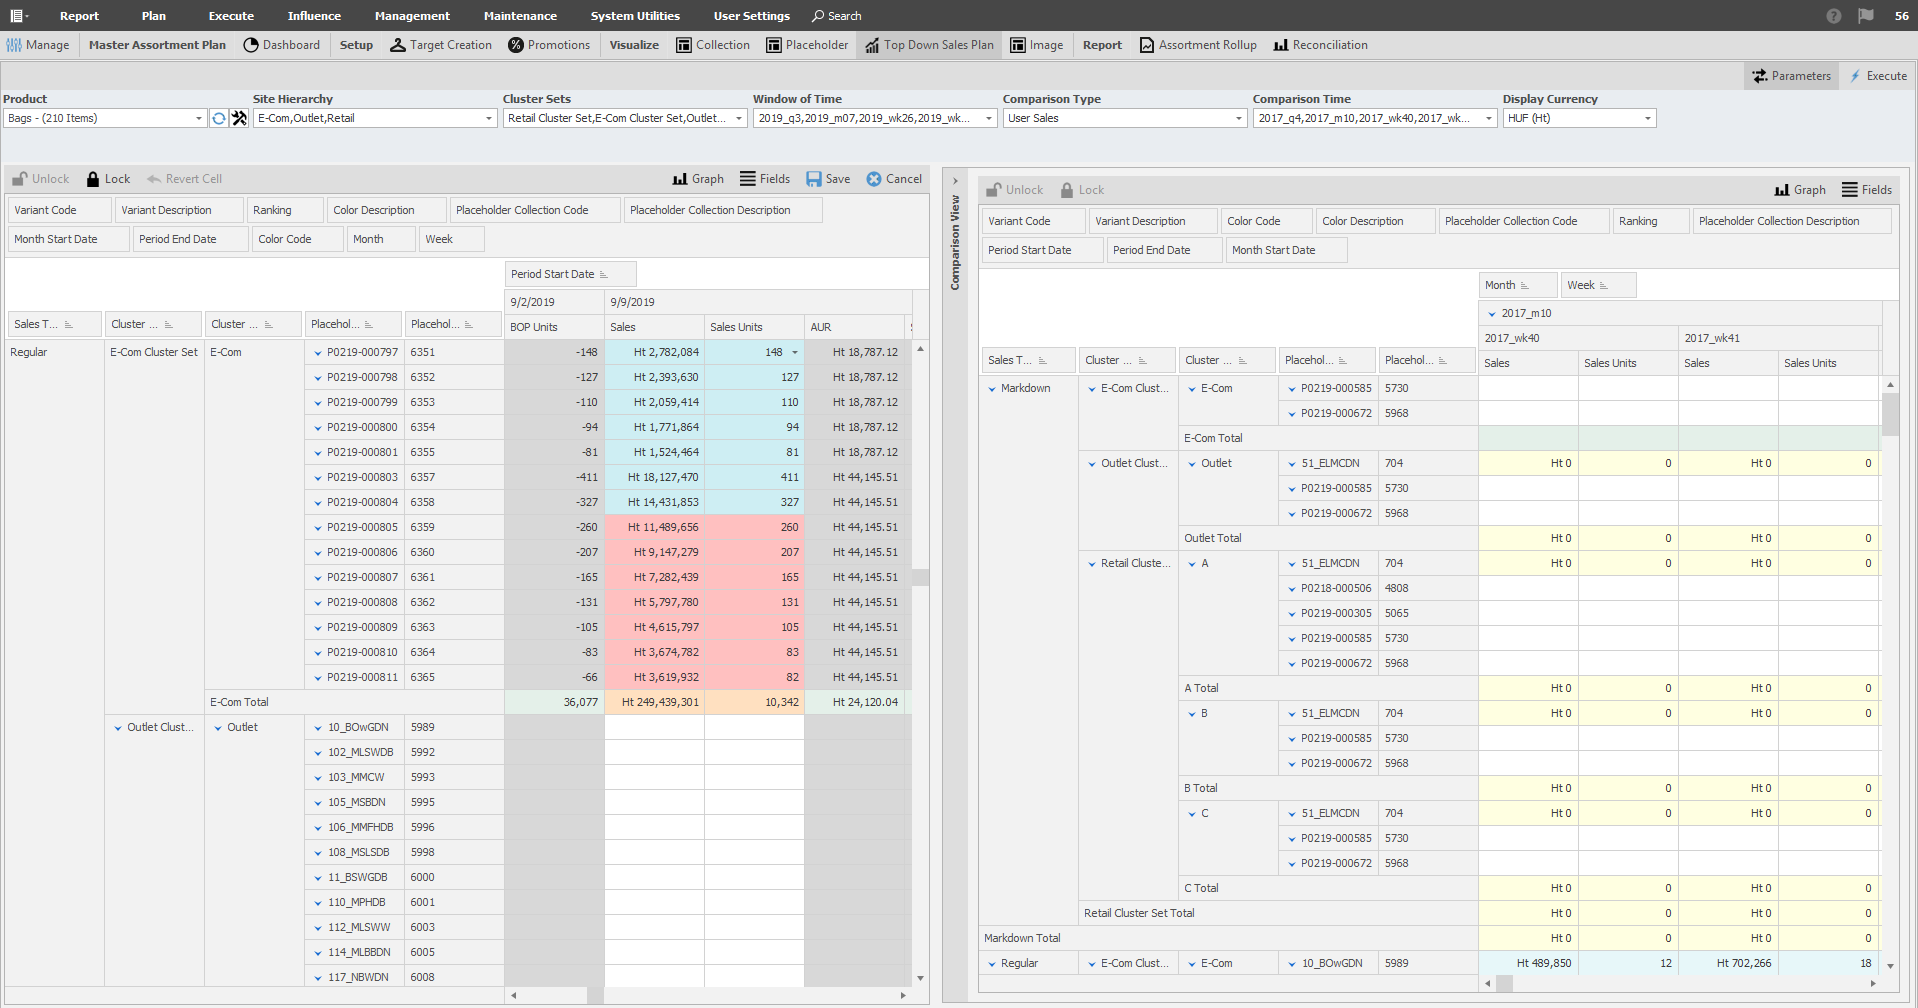 Report Plan Execute Influence Management Maintenance System Utilities User Settings Search ? 56
Manage Master Assortment Plan Dashboard Setup Target Creation Promotions Visualize Collection Placeholder Top Down Sales Plan Image Report Assortment Rollup Reconciliation
Parameters Execute
Product Site Hierarchy Cluster Sets Window of Time Comparison Type Comparison Time Display Currency
Bags - (210 Items) E-Com,Outlet,Retail Retail Cluster Set,E-Com Cluster Set,Outlet... 2019_q3,2019_m07,2019_wk26,2019_wk... User Sales 2017_q4,2017_m10,2017_wk40,2017_wk... HUF (Ht)
Unlock Lock Revert Cell Graph Fields Save Cancel
Variant Code Variant Description Ranking Color Description Placeholder Collection Code Placeholder Collection Description
Month Start Date Period End Date Color Code Month Week
Period Start Date
9/2/2019 9/9/2019
Sales T... Cluster ... Cluster ... Placehol... Placehol... BOP Units Sales Sales Units AUR
Regular E-Com Cluster Set E-Com P0219-000797 6351 -148 Ht 2,782,084 148 Ht 18,787.12
P0219-000798 6352 -127 Ht 2,393,630 127 Ht 18,787.12
P0219-000799 6353 -110 Ht 2,059,414 110 Ht 18,787.12
P0219-000800 6354 -94 Ht 1,771,864 94 Ht 18,787.12
P0219-000801 6355 -81 Ht 1,524,464 81 Ht 18,787.12
P0219-000803 6357 -411 Ht 18,127,470 411 Ht 44,145.51
P0219-000804 6358 -327 Ht 14,431,853 327 Ht 44,145.51
P0219-000805 6359 -260 Ht 11,489,656 260 Ht 44,145.51
P0219-000806 6360 -207 Ht 9,147,279 207 Ht 44,145.51
P0219-000807 6361 -165 Ht 7,282,439 165 Ht 44,145.51
P0219-000808 6362 -131 Ht 5,797,780 131 Ht 44,145.51
P0219-000809 6363 -105 Ht 4,615,797 105 Ht 44,145.51
P0219-000810 6364 -83 Ht 3,674,782 83 Ht 44,145.51
P0219-000811 6365 -66 Ht 3,619,932 82 Ht 44,145.51
E-Com Total 36,077 Ht 249,439,301 10,342 Ht 24,120.04
Outlet Clust... Outlet 10_BOwGDN 5989
102_MLSWDB 5992
103_MMCW 5993
105_MSBDN 5995
106_MMFHDB 5996
108_MSLSDB 5998
11_BSWGDB 6000
110_MPHDB 6001
112_MLSWW 6003
114_MLBBDN 6005
117_NBWDN 6008
Comparison View
Unlock Lock Graph Fields
Variant Code Variant Description Color Code Color Description Placeholder Collection Code Ranking Placeholder Collection Description
Period Start Date Period End Date Month Start Date
Month Week
2017_m10
2017_wk40 2017_wk41
Sales T... Cluster ... Cluster ... Placehol... Placehol... Sales Sales Units Sales Sales Units
Markdown E-Com Clust... E-Com P0219-000585 5730
P0219-000672 5968
E-Com Total
Outlet Clust... Outlet 51_ELMCDN 704 Ht 0 0 Ht 0 0
P0219-000585 5730
P0219-000672 5968
Outlet Total Ht 0 0 Ht 0 0
Retail Cluste... A 51_ELMCDN 704 Ht 0 0 Ht 0 0
P0218-000506 4808
P0219-000305 5065
P0219-000585 5730
P0219-000672 5968
A Total Ht 0 0 Ht 0 0
B 51_ELMCDN 704 Ht 0 0 Ht 0 0
P0219-000585 5730
P0219-000672 5968
B Total Ht 0 0 Ht 0 0
C 51_ELMCDN 704 Ht 0 0 Ht 0 0
P0219-000585 5730
P0219-000672 5968
C Total Ht 0 0 Ht 0 0
Retail Cluster Set Total Ht 0 0 Ht 0 0
Markdown Total Ht 0 0 Ht 0 0
Regular E-Com Clust... E-Com 10_BOwGDN 5989 Ht 489,850 12 Ht 702,266 18